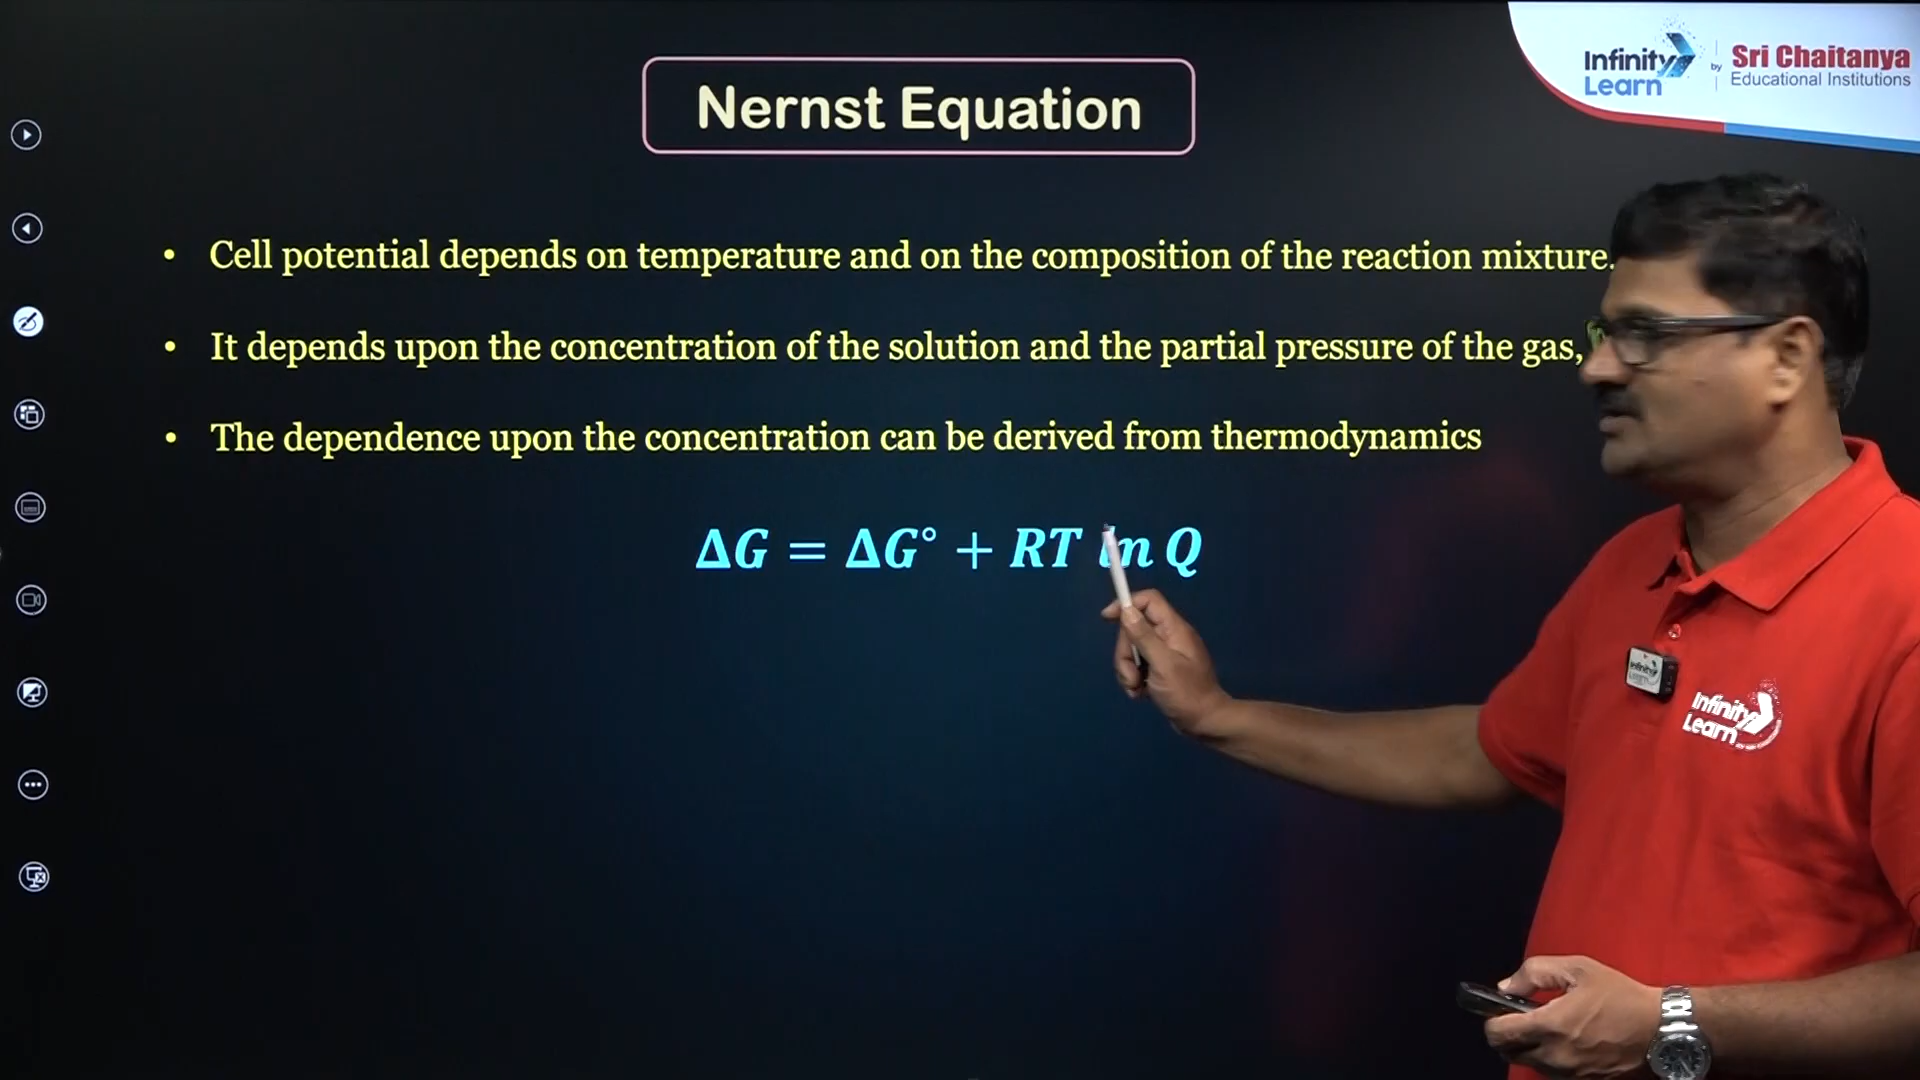 Infinity Learn by Sri Chaitanya Educational Institutions
Nernst Equation
• Cell potential depends on temperature and on the composition of the reaction mixture.
• It depends upon the concentration of the solution and the partial pressure of the gas,
• The dependence upon the concentration can be derived from thermodynamics
ΔG = ΔG° + RT ln Q
Infinity
Learn